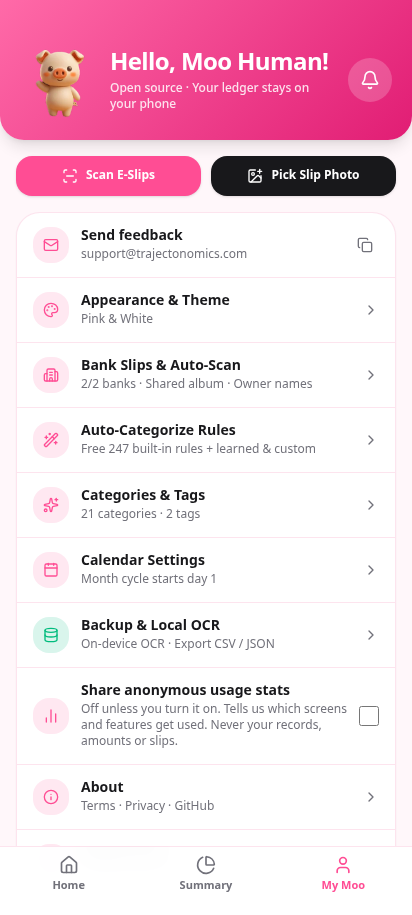 Hello, Moo Human!
Open source · Your ledger stays on
your phone
Scan E-Slips
Pick Slip Photo
Send feedback
support@trajectonomics.com
Appearance & Theme
Pink & White
Bank Slips & Auto-Scan
2/2 banks · Shared album · Owner names
Auto-Categorize Rules
Free 247 built-in rules + learned & custom
Categories & Tags
21 categories · 2 tags
Calendar Settings
Month cycle starts day 1
Backup & Local OCR
On-device OCR · Export CSV / JSON
Share anonymous usage stats
Off unless you turn it on. Tells us which screens
and features get used. Never your records,
amounts or slips.
About
Terms · Privacy · GitHub
Home
Summary
My Moo